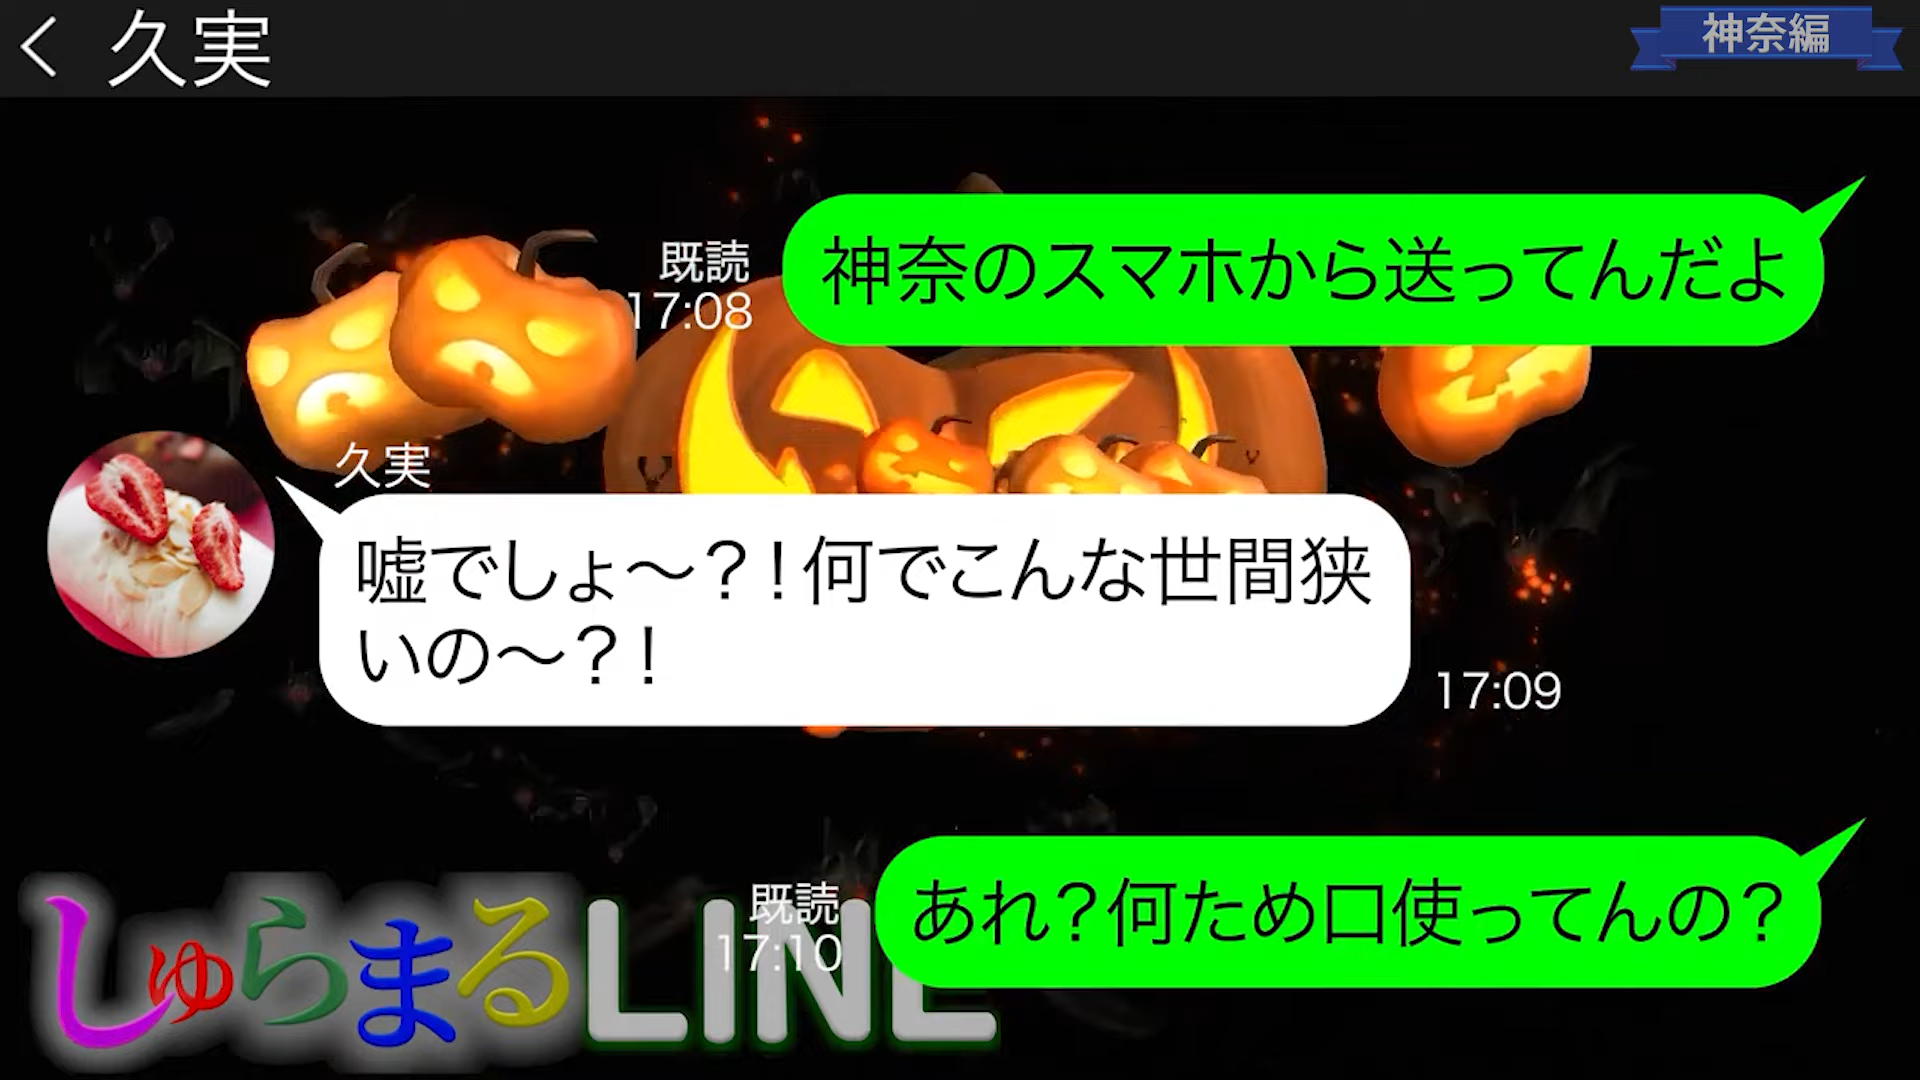 久実
神奈編
神奈のスマホから送ってんだよ
既読
17:08
久実
嘘でしょ〜?!何でこんな世間狭
いの〜?!
17:09
あれ?何ため口使ってんの?
既読
17:10
しゅらまるLINE